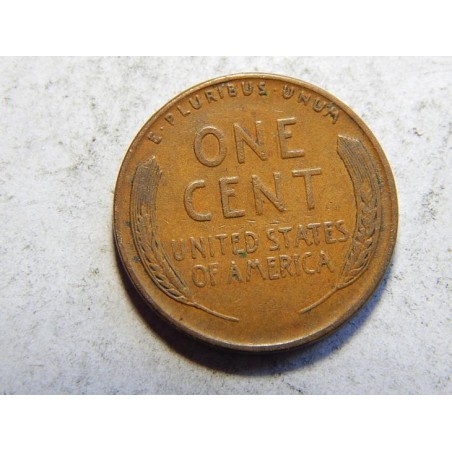 E·PLURIBUS·UNUM
ONE
CENT
UNITED STATES
OF AMERICA